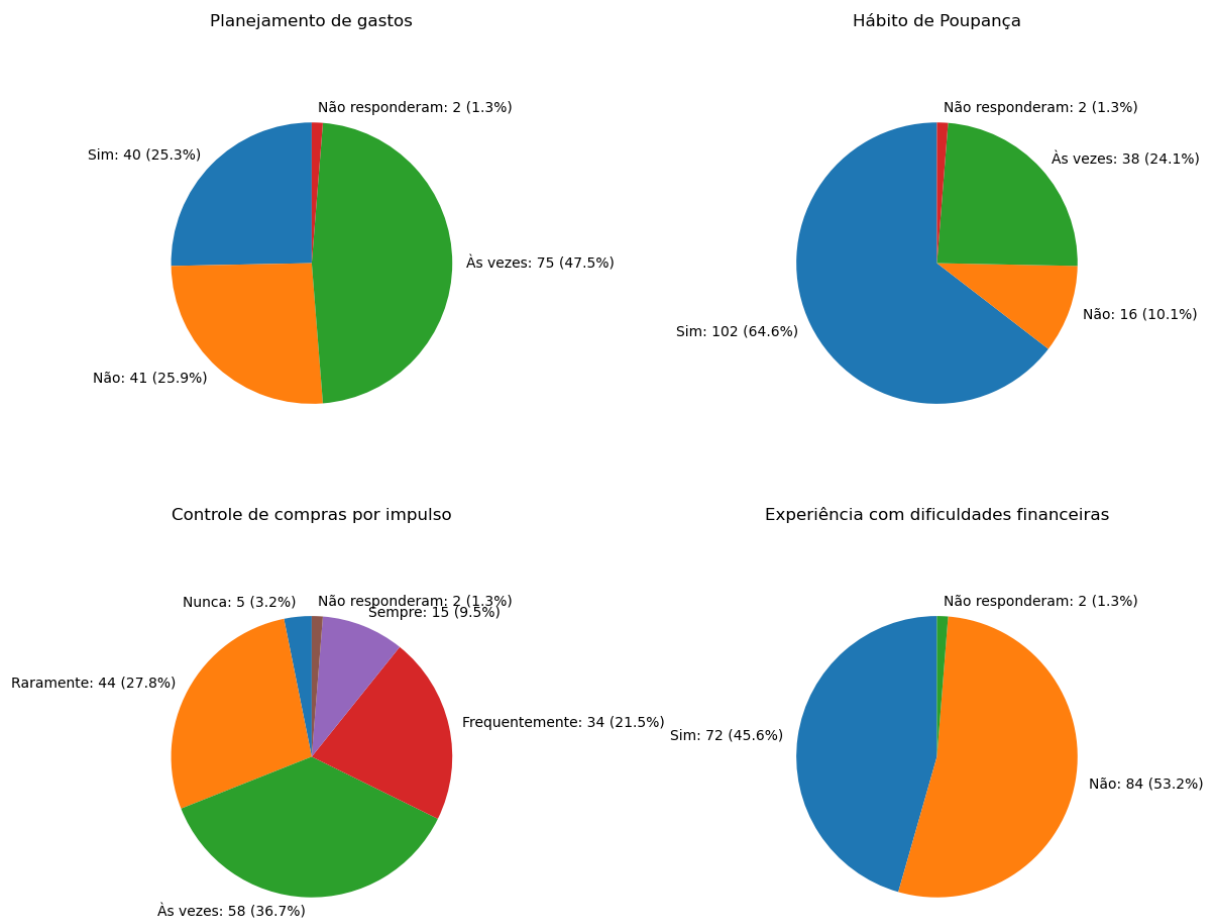 Planejamento de gastos
Não responderam: 2 (1.3%)
Sim: 40 (25.3%)
Às vezes: 75 (47.5%)
Não: 41 (25.9%)
Hábito de Poupança
Não responderam: 2 (1.3%)
Às vezes: 38 (24.1%)
Não: 16 (10.1%)
Sim: 102 (64.6%)
Controle de compras por impulso
Nunca: 5 (3.2%)
Não responderam: 2 (1.3%)
Sempre: 15 (9.5%)
Raramente: 44 (27.8%)
Frequentemente: 34 (21.5%)
Às vezes: 58 (36.7%)
Experiência com dificuldades financeiras
Não responderam: 2 (1.3%)
Sim: 72 (45.6%)
Não: 84 (53.2%)